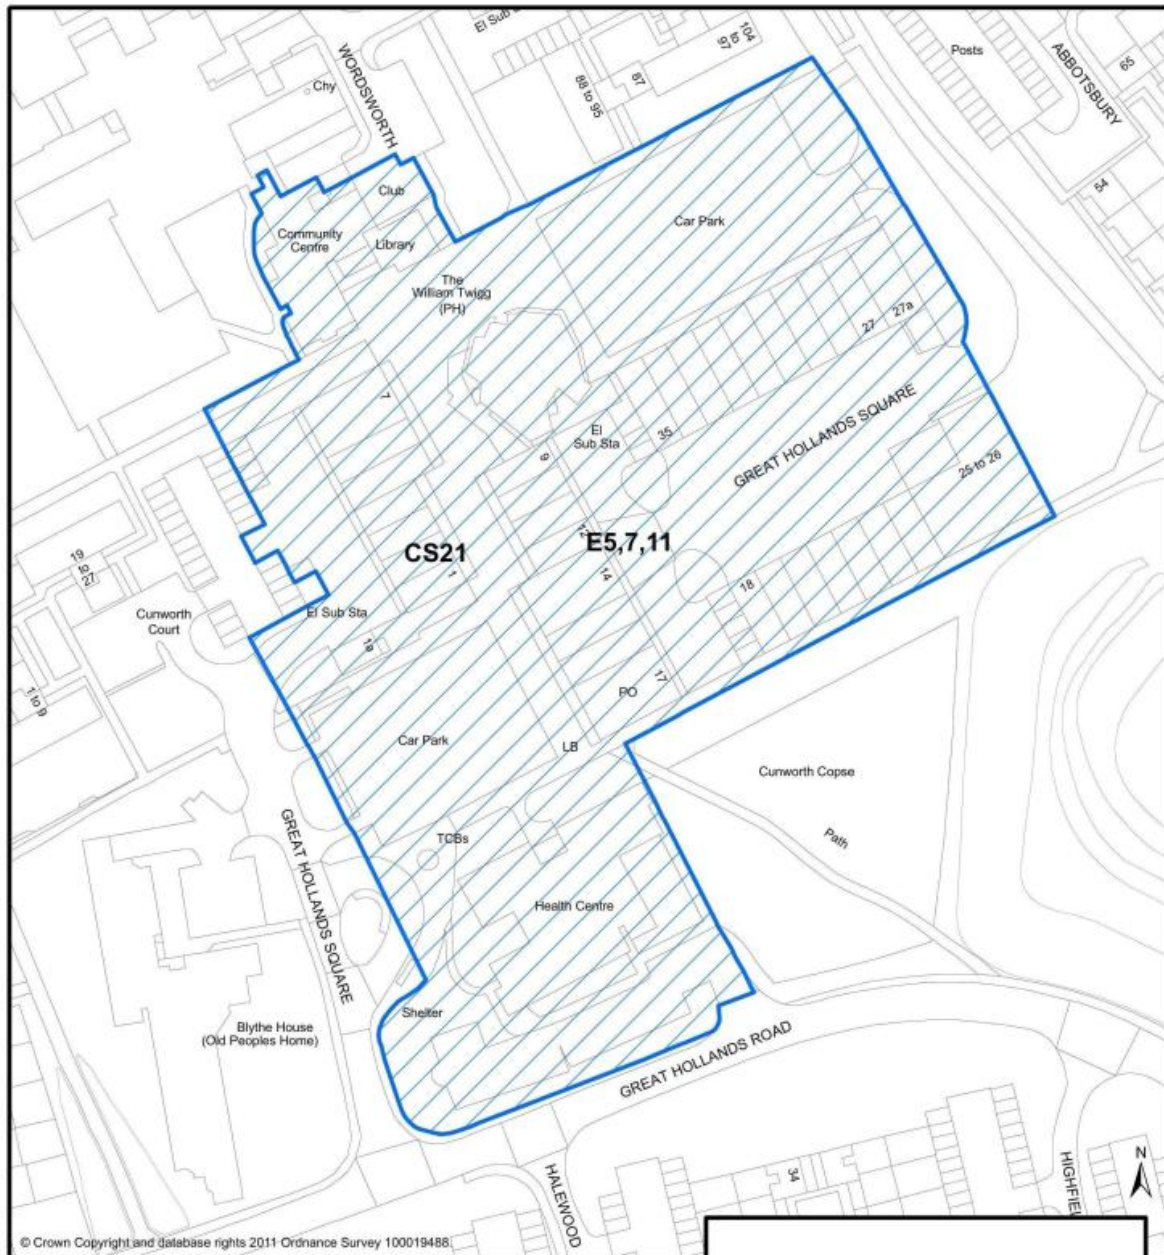 El Sub
104
to
97
Posts
ABBOTSBURY
65
WORDSWORTH
Chy
88 to 95
87
54
Club
Community
Centre
Library
Car Park
The
William Twigg
(PH)
27a
27
7
El
Sub Sta
35
GREAT HOLLANDS SQUARE
9
25 to 26
CS21
E5,7,11
12
14
1
18
19
to
27
Cunworth
Court
El Sub Sta
1a
1 to 9
17
PO
Car Park
LB
Cunworth Copse
Path
TCBs
GREAT HOLLANDS SQUARE
Health Centre
Shelter
Blythe House
(Old Peoples Home)
GREAT HOLLANDS ROAD
HALEWOOD
34
HIGHFIEL
N
© Crown Copyright and database rights 2011 Ordnance Survey 100019488